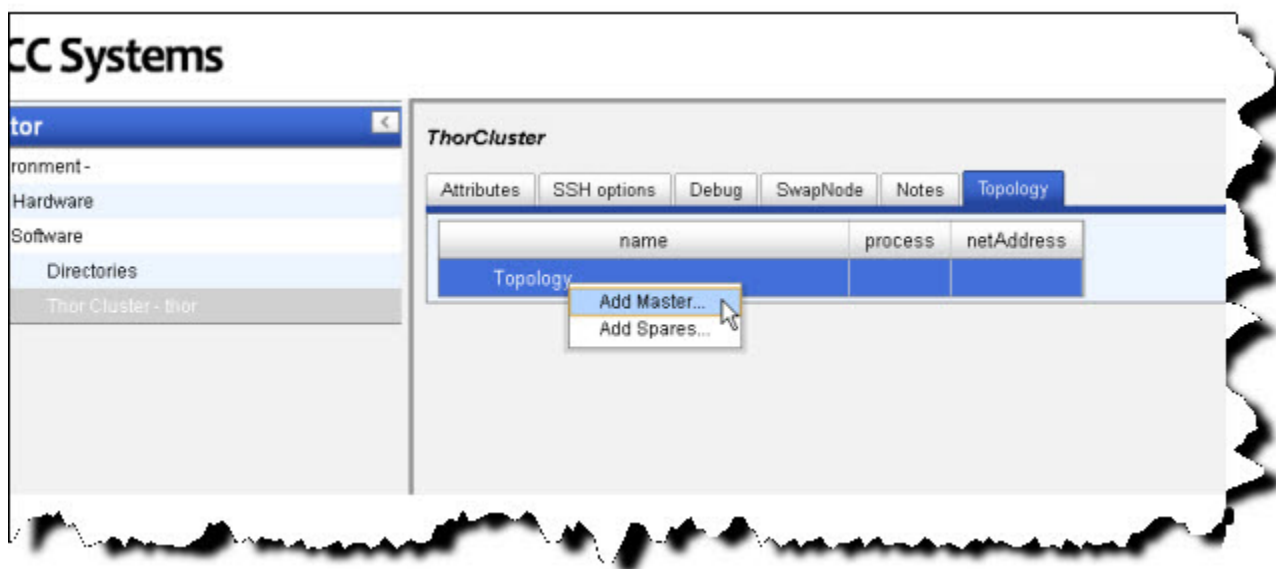 CC Systems
tor
ronment -
Hardware
Software
Directories
Thor Cluster - thor
ThorCluster
Attributes SSH options Debug SwapNode Notes Topology
name process netAddress
Topology
Add Master...
Add Spares...